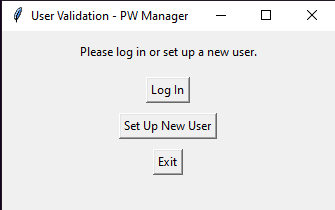 User Validation - PW Manager
Please log in or set up a new user.
Log In
Set Up New User
Exit